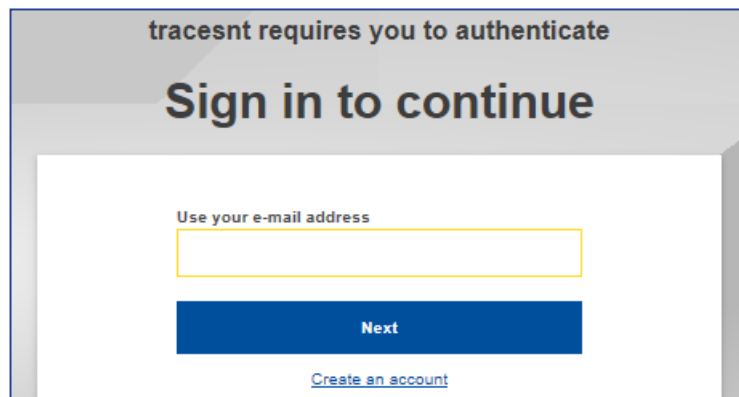 tracesnt requires you to authenticate
Sign in to continue
Use your e-mail address
Next
Create an account